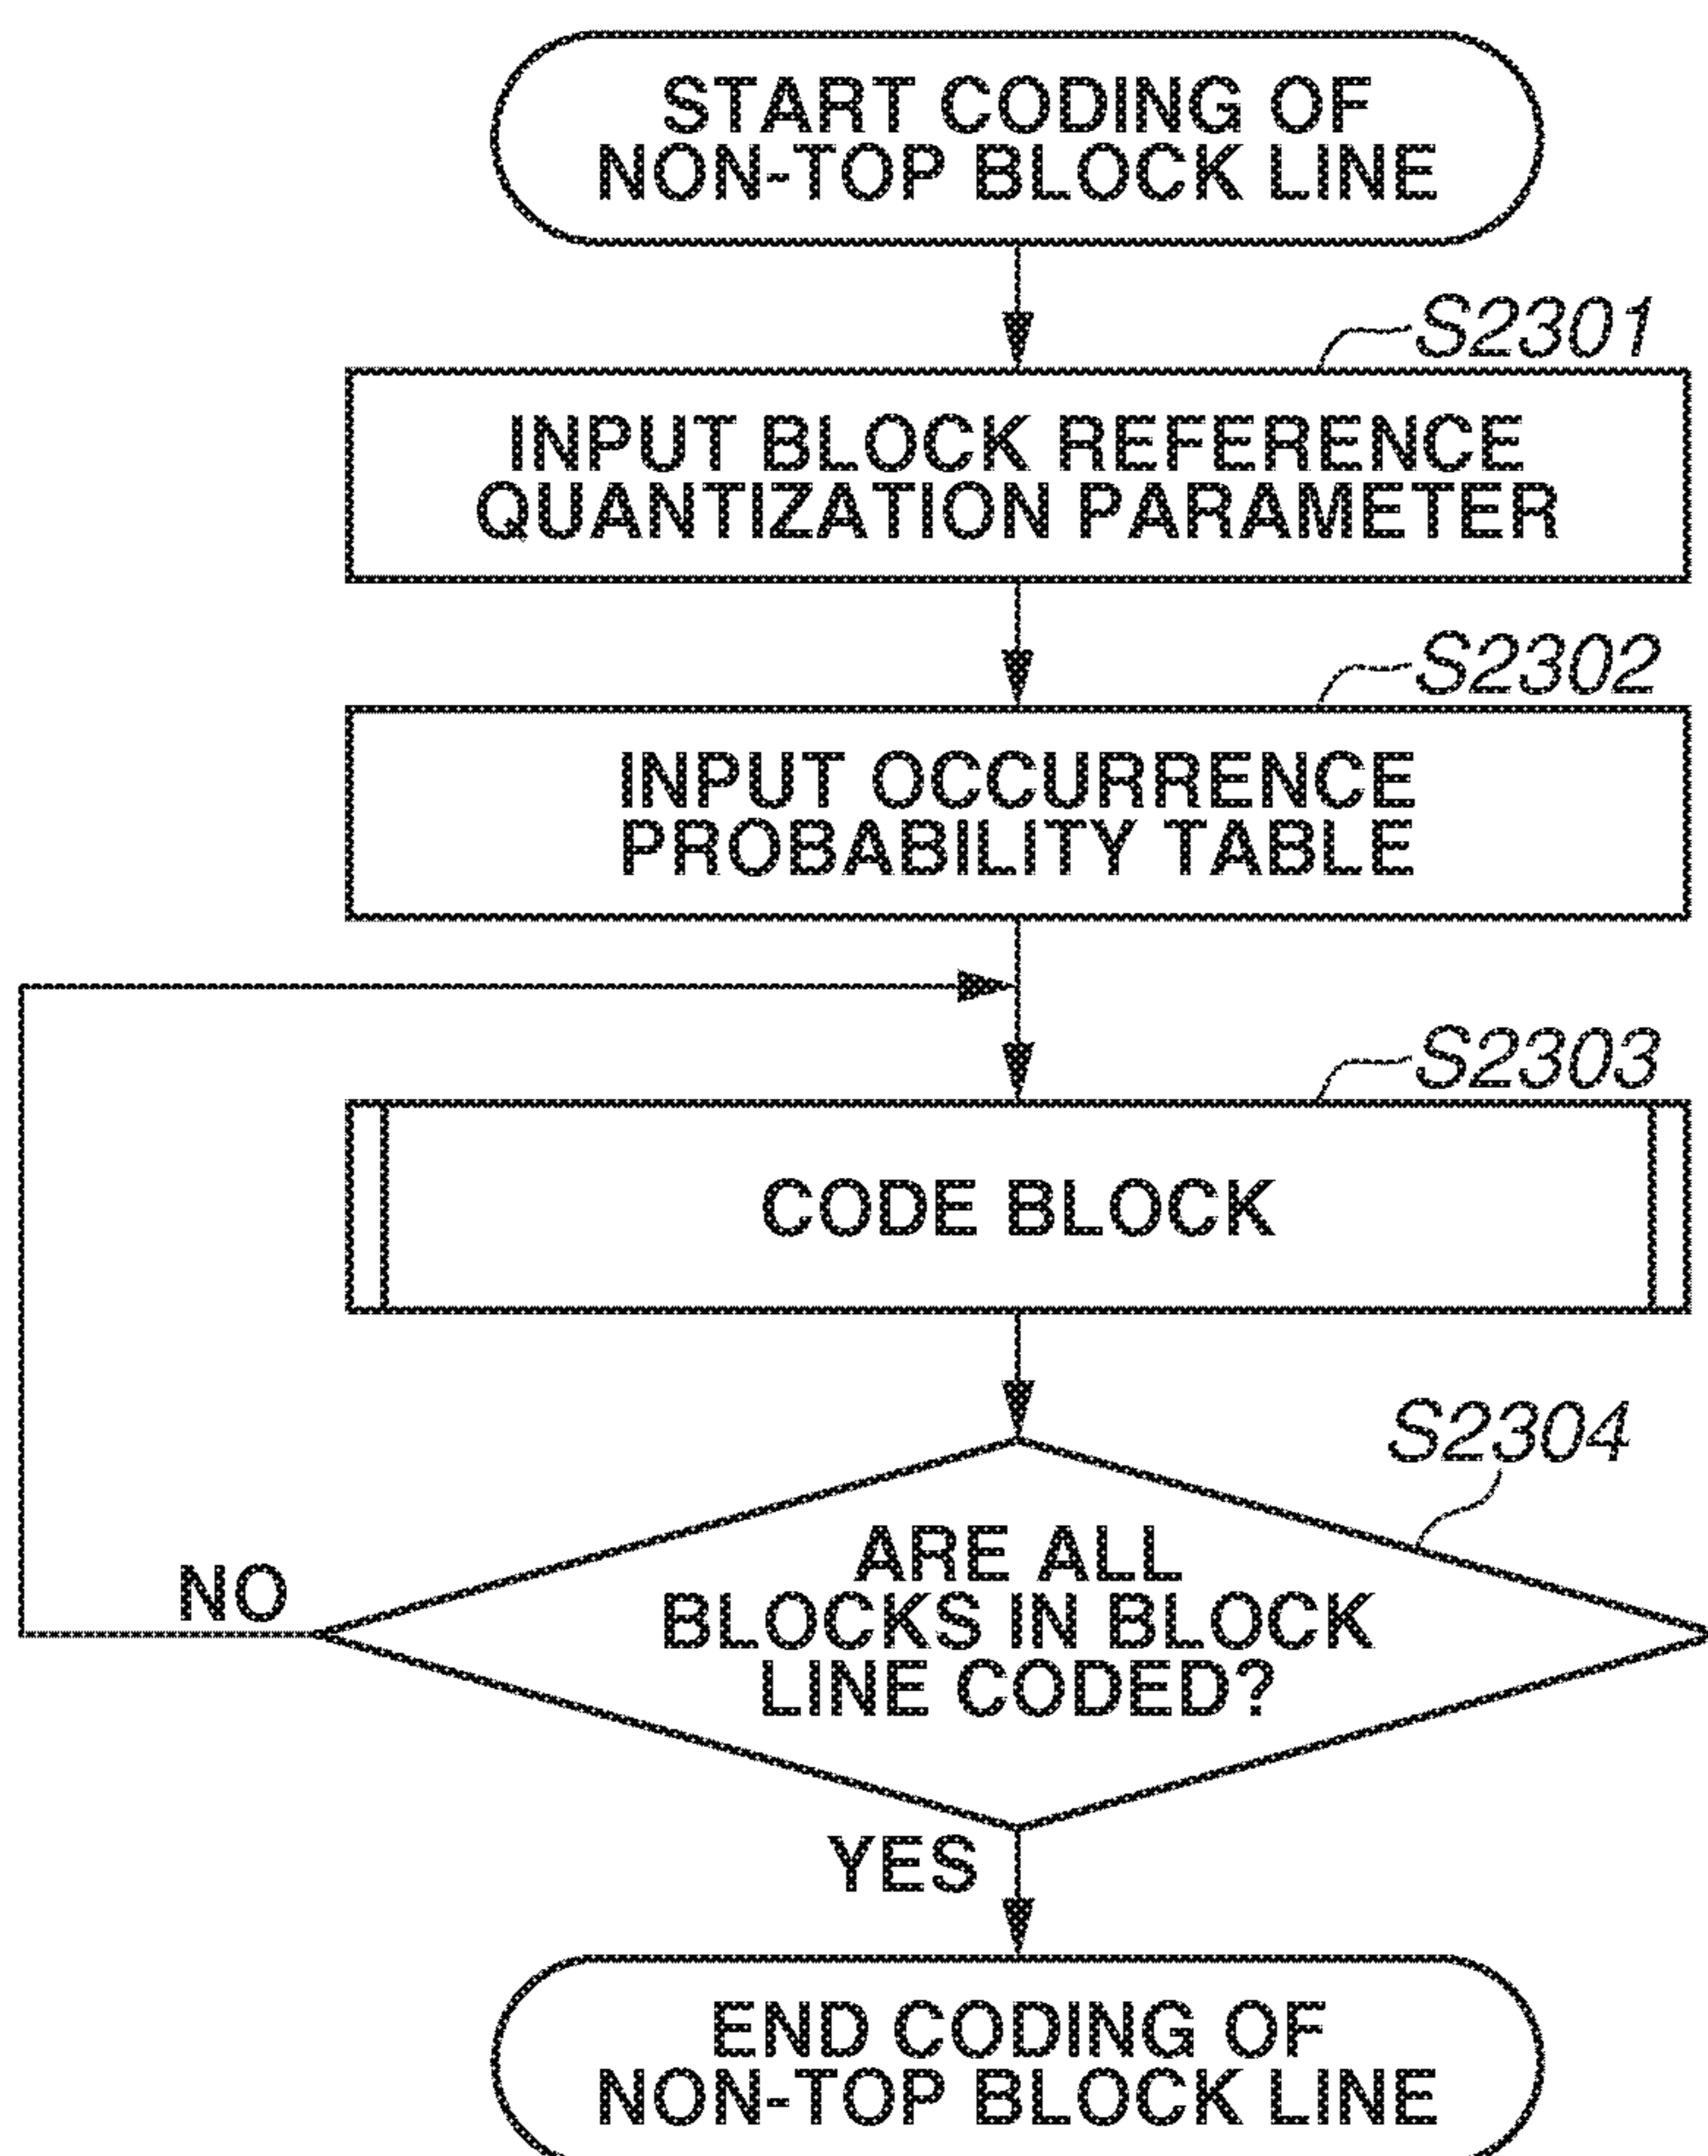 START CODING OF
NON-TOP BLOCK LINE
S2301
INPUT BLOCK REFERENCE
QUANTIZATION PARAMETER
S2302
INPUT OCCURRENCE
PROBABILITY TABLE
S2303
CODE BLOCK
S2304
ARE ALL
BLOCKS IN BLOCK
LINE CODED?
NO
YES
END CODING OF
NON-TOP BLOCK LINE